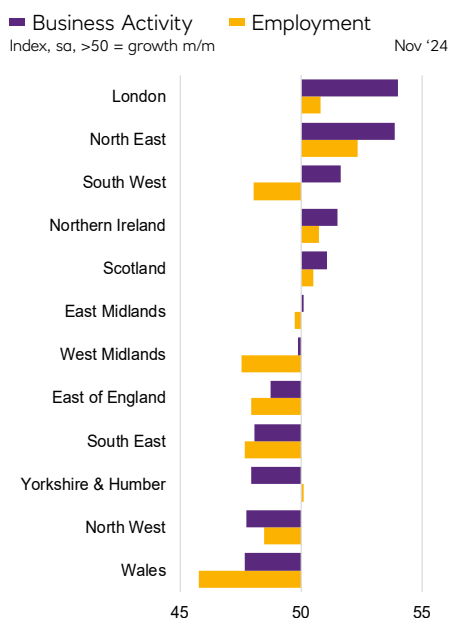 Business Activity Employment
Index, sa, >50 = growth m/m Nov ‘24
London
North East
South West
Northern Ireland
Scotland
East Midlands
West Midlands
East of England
South East
Yorkshire & Humber
North West
Wales
45 50 55